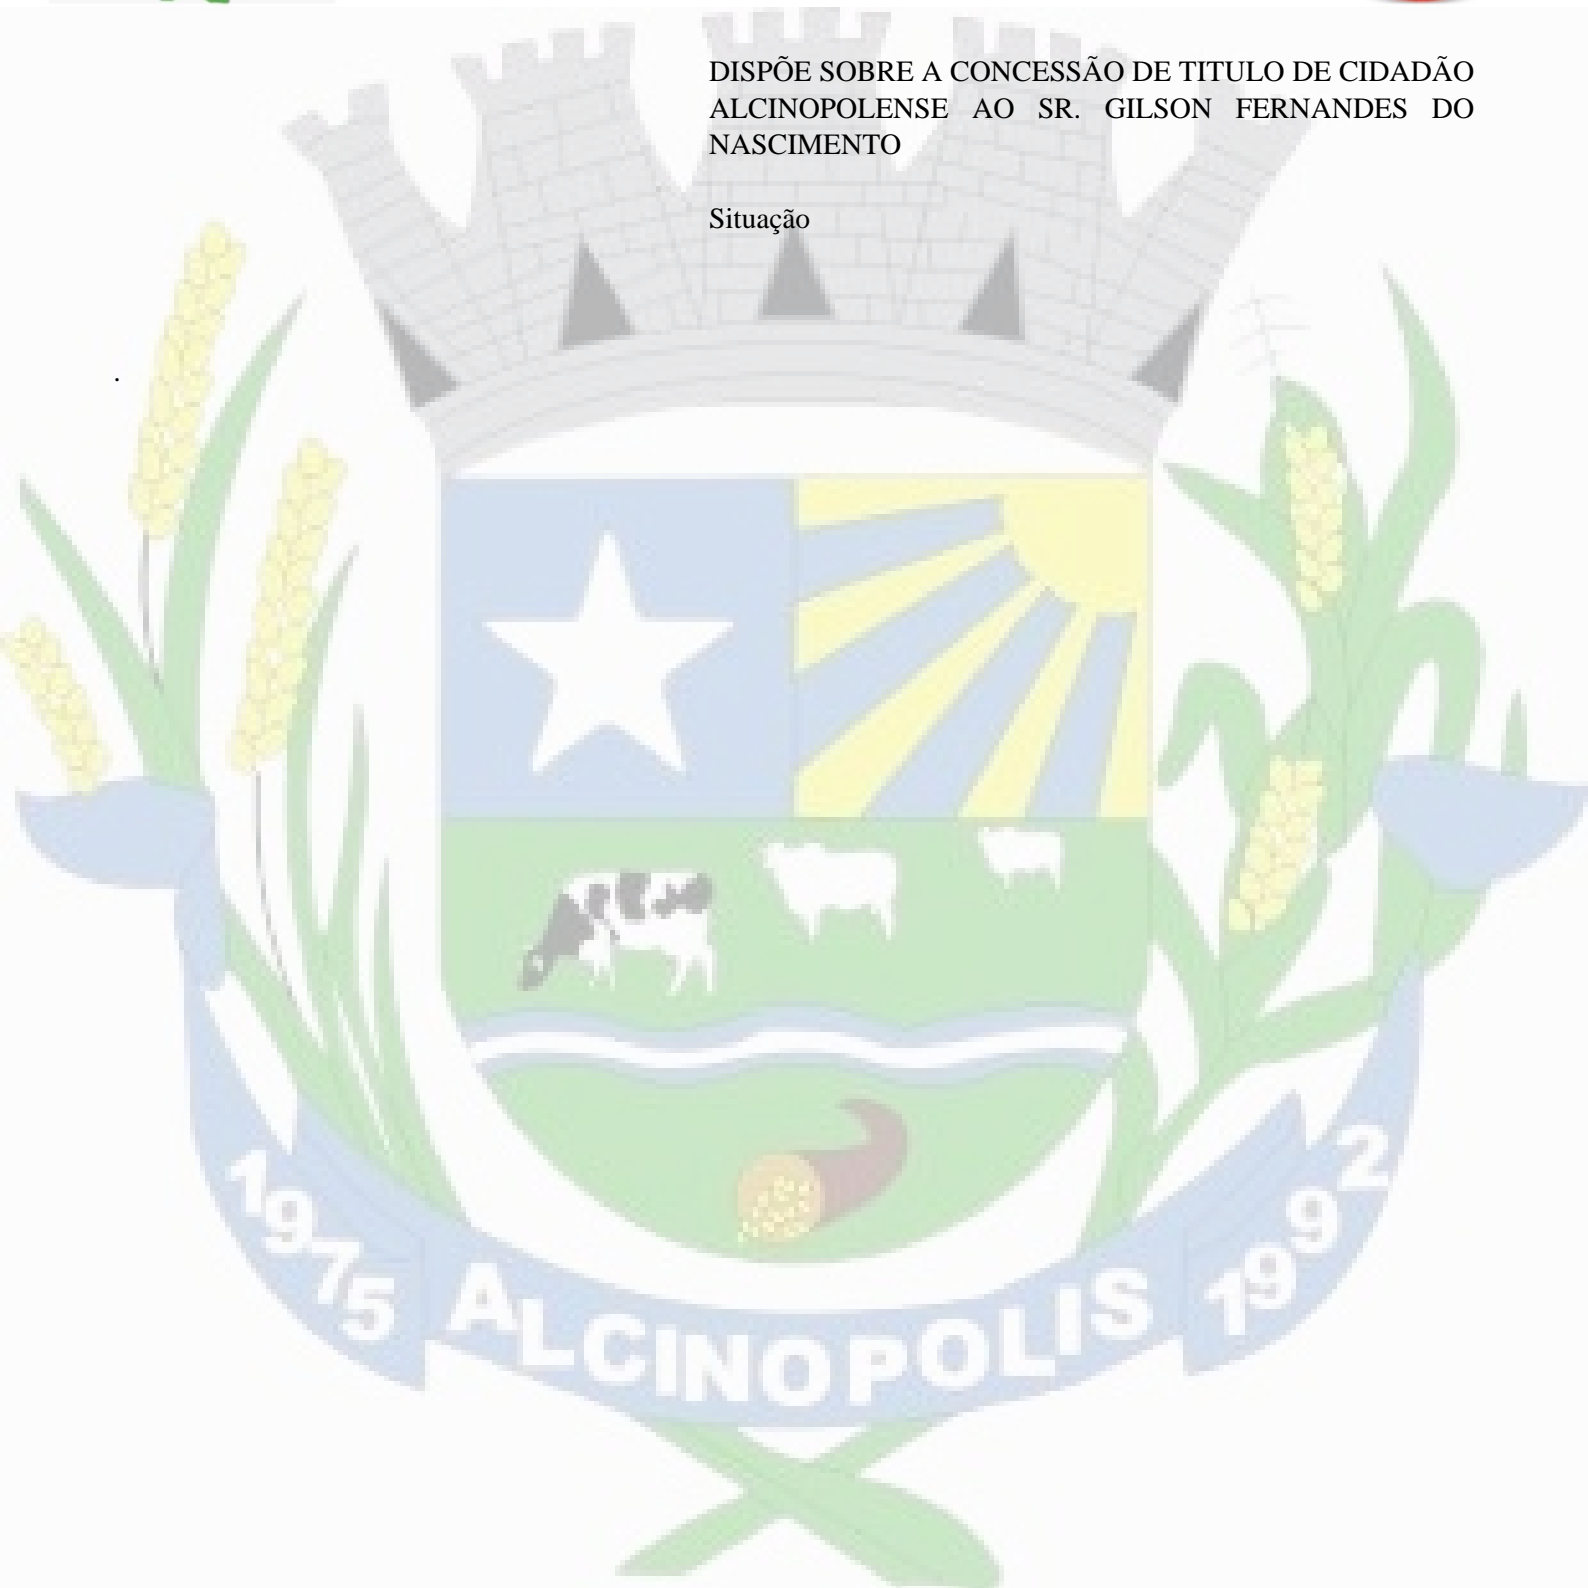 DISPÕE SOBRE A CONCESSÃO DE TITULO DE CIDADÃO
ALCINOPOLENSE AO SR. GILSON FERNANDES DO
NASCIMENTO
Situação
.
1975 ALCINOPOLIS 1992